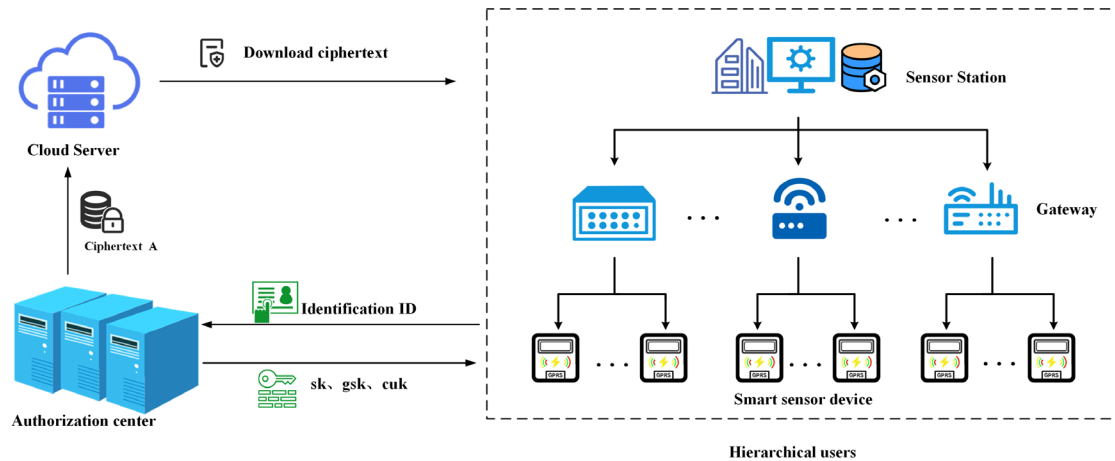 Download ciphertext
Sensor Station
Cloud Server
Gateway
Ciphertext A
Identification ID
sk、gsk、cuk
GPRS
GPRS
GPRS
GPRS
GPRS
GPRS
Smart sensor device
Authorization center
Hierarchical users